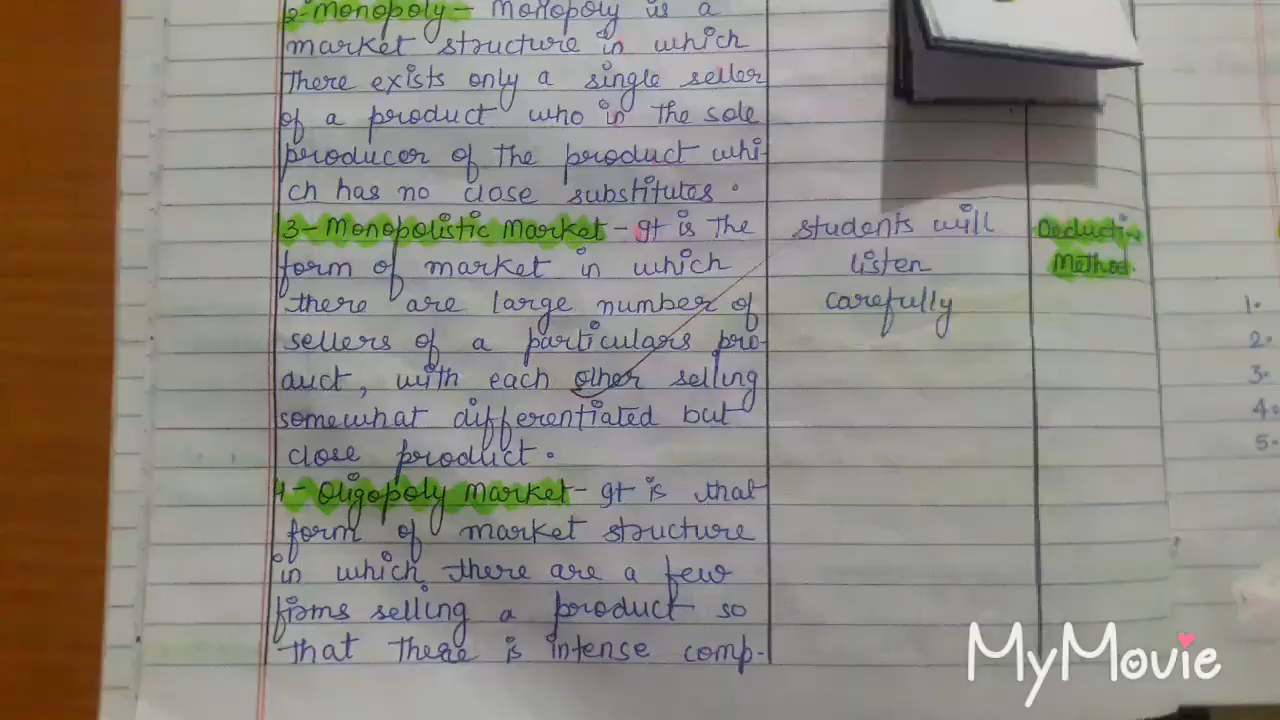 2-Monopoly- Monopoly is a
market structure in which
there exists only a single seller
of a product who is the sole
producer of the product whi-
ch has no close substitutes.
3-Monopolistic Market- It is the
form of market in which
there are large number of
sellers of a particulars pro-
duct, with each other selling
somewhat differentiated but
close product.
4-Oligopoly Market- It is that
form of market structure
in which there are a few
firms selling a product so
that there is intense comp-
students will
listen
carefully
Deducti-
Method.
1.
2.
3.
4.
5.
MyMovie